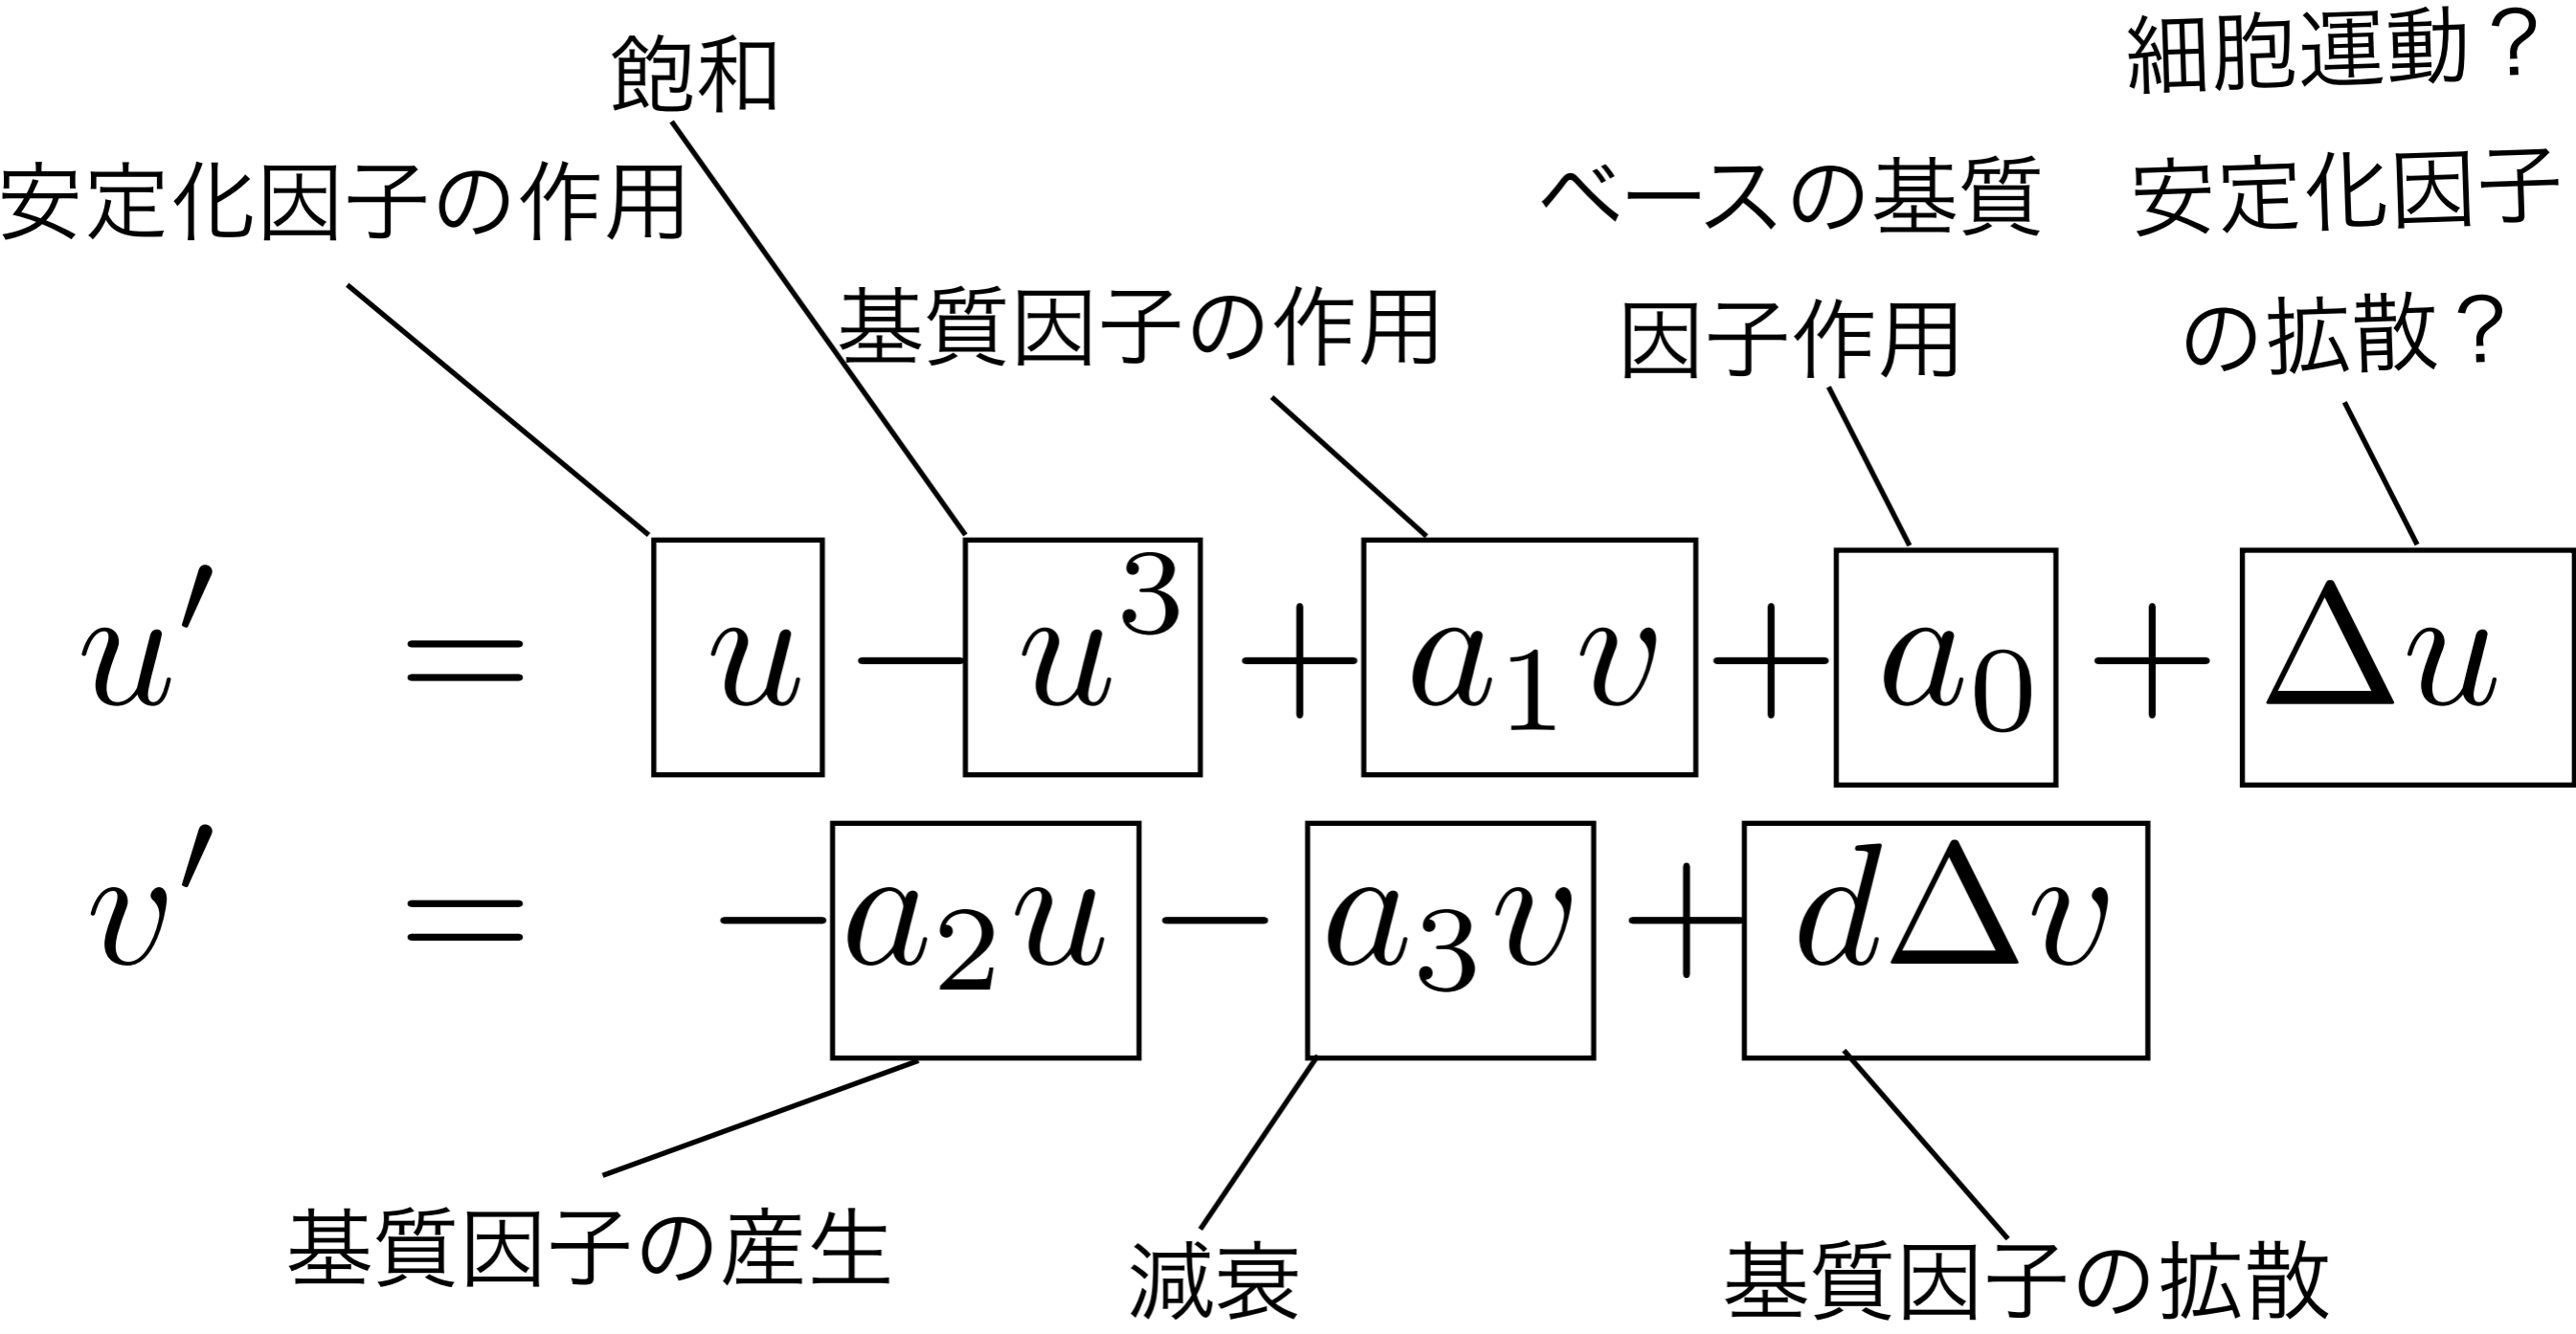 飽和
安定化因子の作用
基質因子の作用
ベースの基質
因子作用
細胞運動？
安定化因子
の拡散？
u′ = u − u³ + a₁v + a₀ + Δu
v′ = −a₂u − a₃v + dΔv
基質因子の産生
減衰
基質因子の拡散